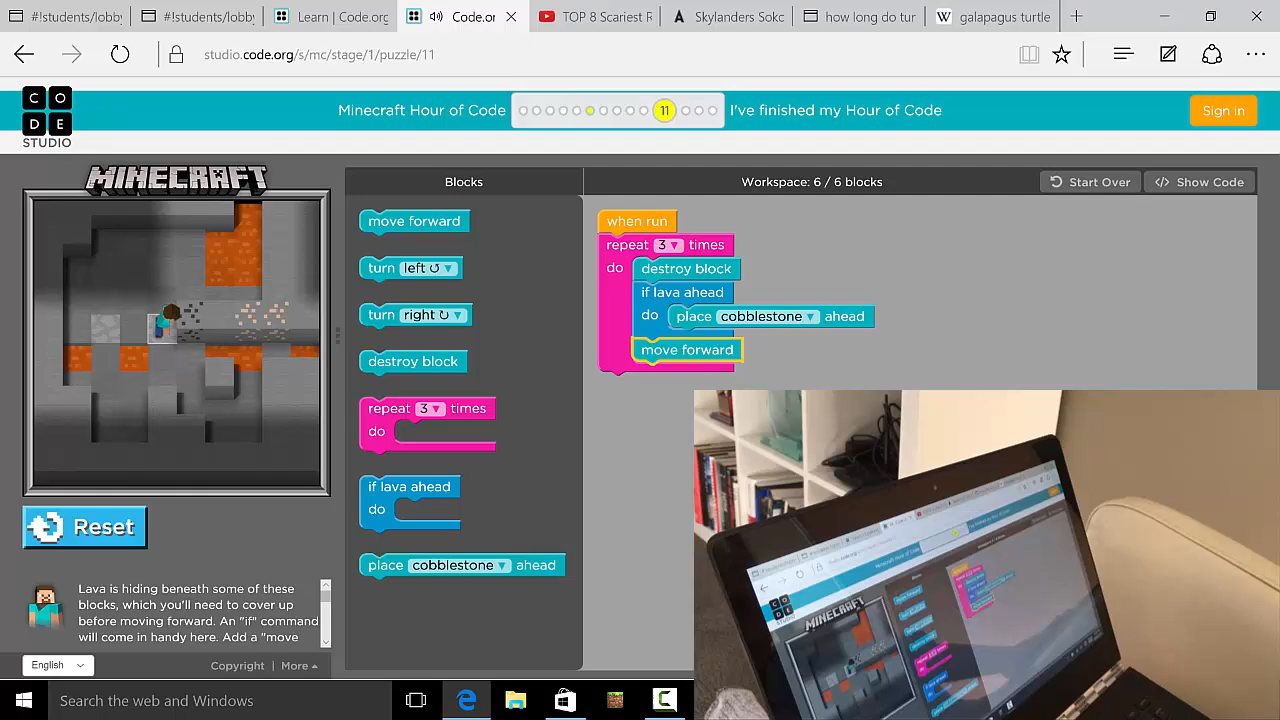 #!students/lobby
#!students/lobby
Learn | Code.org
Code.or
TOP 8 Scariest R
Skylanders Sokc
how long do tur
galapagus turtle
studio.code.org/s/mc/stage/1/puzzle/11
CODE
STUDIO
Minecraft Hour of Code
11
I've finished my Hour of Code
Sign in
MINECRAFT
Blocks
Workspace: 6 / 6 blocks
Start Over
</> Show Code
move forward
turn left
turn right
destroy block
repeat 3 times
do
if lava ahead
do
place cobblestone ahead
when run
repeat 3 times
do
destroy block
if lava ahead
do
place cobblestone ahead
move forward
Reset
Lava is hiding beneath some of these
blocks, which you'll need to cover up
before moving forward. An "if" command
will come in handy here. Add a "move
English
Copyright
More
Search the web and Windows
MINECRAFT